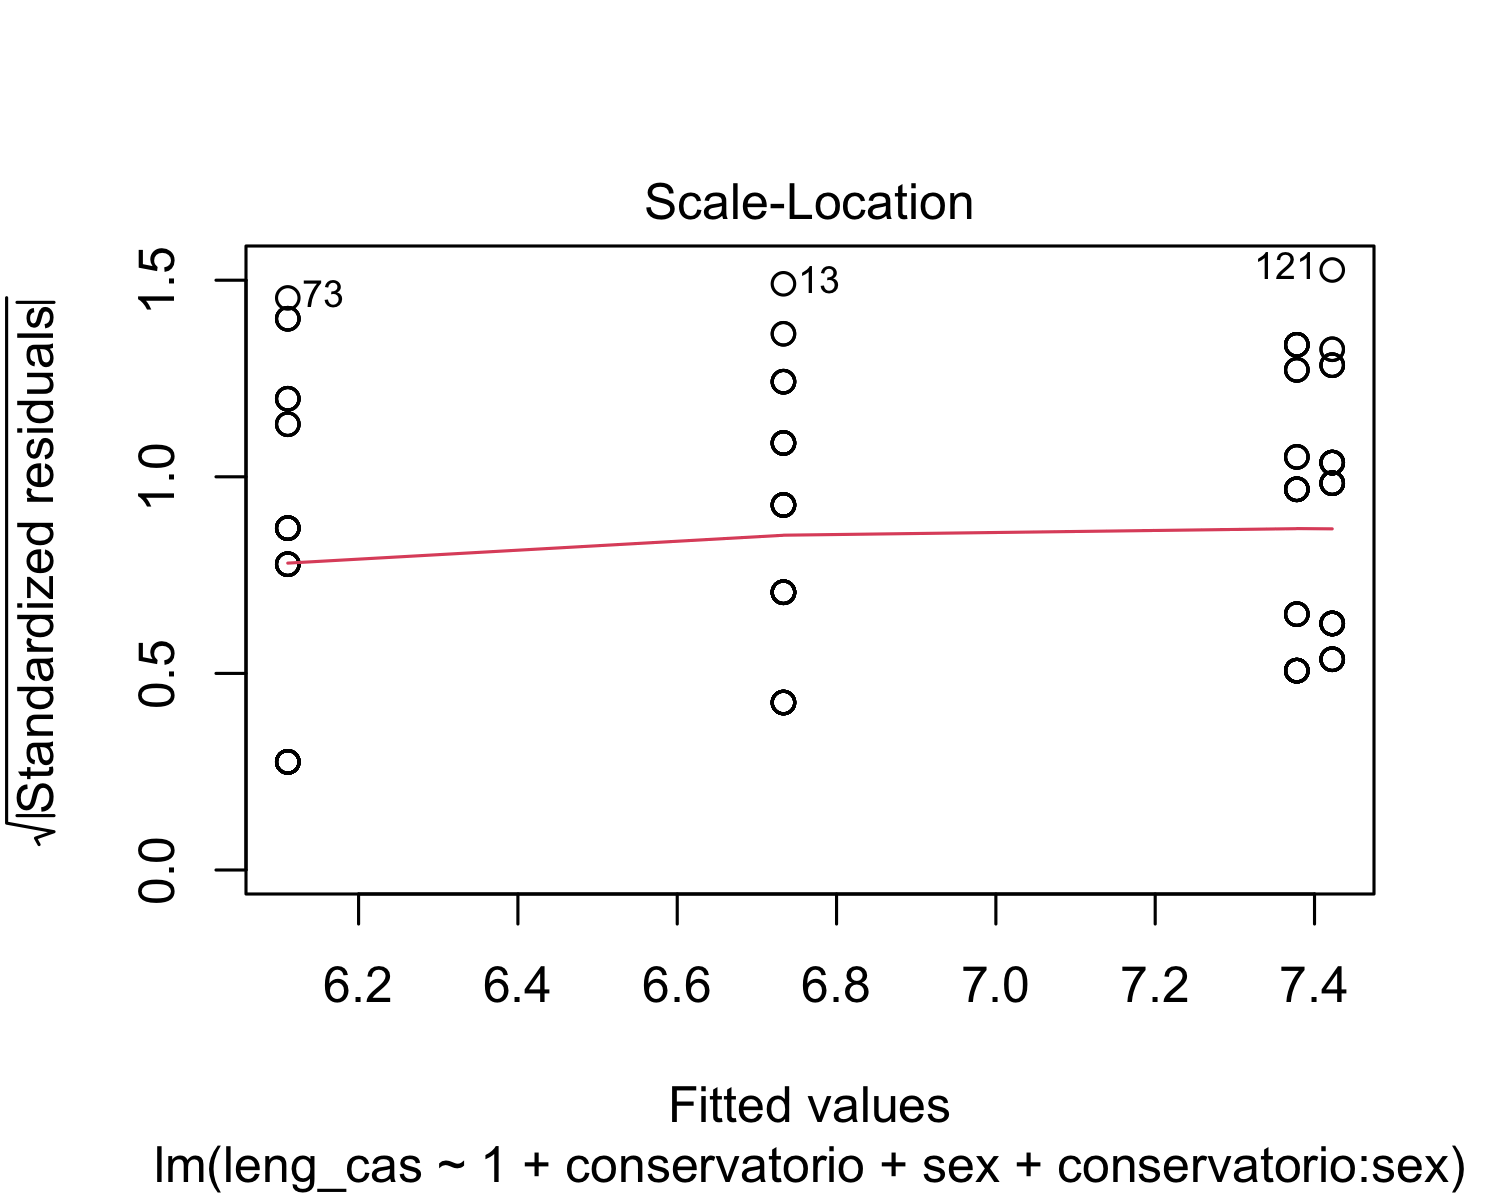 Scale-Location
√|Standardized residuals|
1.5
1.0
0.5
0.0
73
13
121
6.2 6.4 6.6 6.8 7.0 7.2 7.4
Fitted values
lm(leng_cas ~ 1 + conservatorio + sex + conservatorio:sex)